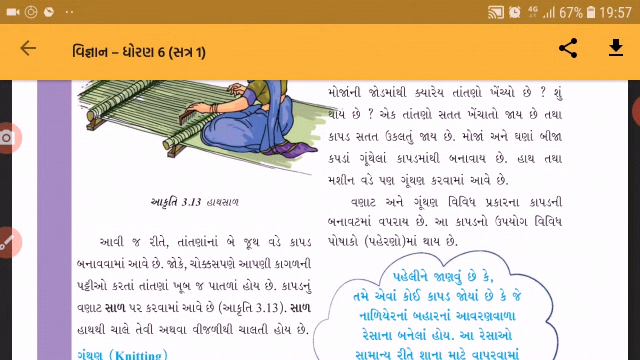 4G 67% 19:57
વિજ્ઞાન – ધોરણ 6 (સત્ર 1)
આકૃતિ 3.13 હાથસાળ
આવી જ રીતે, તાંતણાંનાં બે જૂથ વડે કાપડ
બનાવવામાં આવે છે. જોકે, ચોક્કસપણે આપણી કાગળની
પટ્ટીઓ કરતાં તાંતણાં ખૂબ જ પાતળાં હોય છે. કાપડનું
વણાટ સાળ પર કરવામાં આવે છે (આકૃતિ 3.13). સાળ
હાથથી ચાલે તેવી અથવા વીજળીથી ચાલતી હોય છે.
ગૂંથણ (Knitting)
મોજાંની જોડમાંથી ક્યારેય તાંતણો ખેંચ્યો છે ? શું
થાય છે ? એક તાંતણો સતત ખેંચાતો જાય છે તથા
કાપડ સતત ઉકલતું જાય છે. મોજાં અને ઘણાં બીજા
કપડાં ગૂંથેલાં કાપડમાંથી બનાવાય છે. હાથ તથા
મશીન વડે પણ ગૂંથણ કરવામાં આવે છે.
વણાટ અને ગૂંથણ વિવિધ પ્રકારના કાપડની
બનાવટમાં વપરાય છે. આ કાપડનો ઉપયોગ વિવિધ
પોષાકો (પહેરણો)માં થાય છે.
પહેલીને જાણવું છે કે,
તમે એવાં કોઈ કાપડ જોયાં છે કે જે
નાળિયેરનાં બહારનાં આવરણવાળા
રેસાના બનેલાં હોય. આ રેસાઓ
સામાન્ય રીતે શાના માટે વાપરવામાં